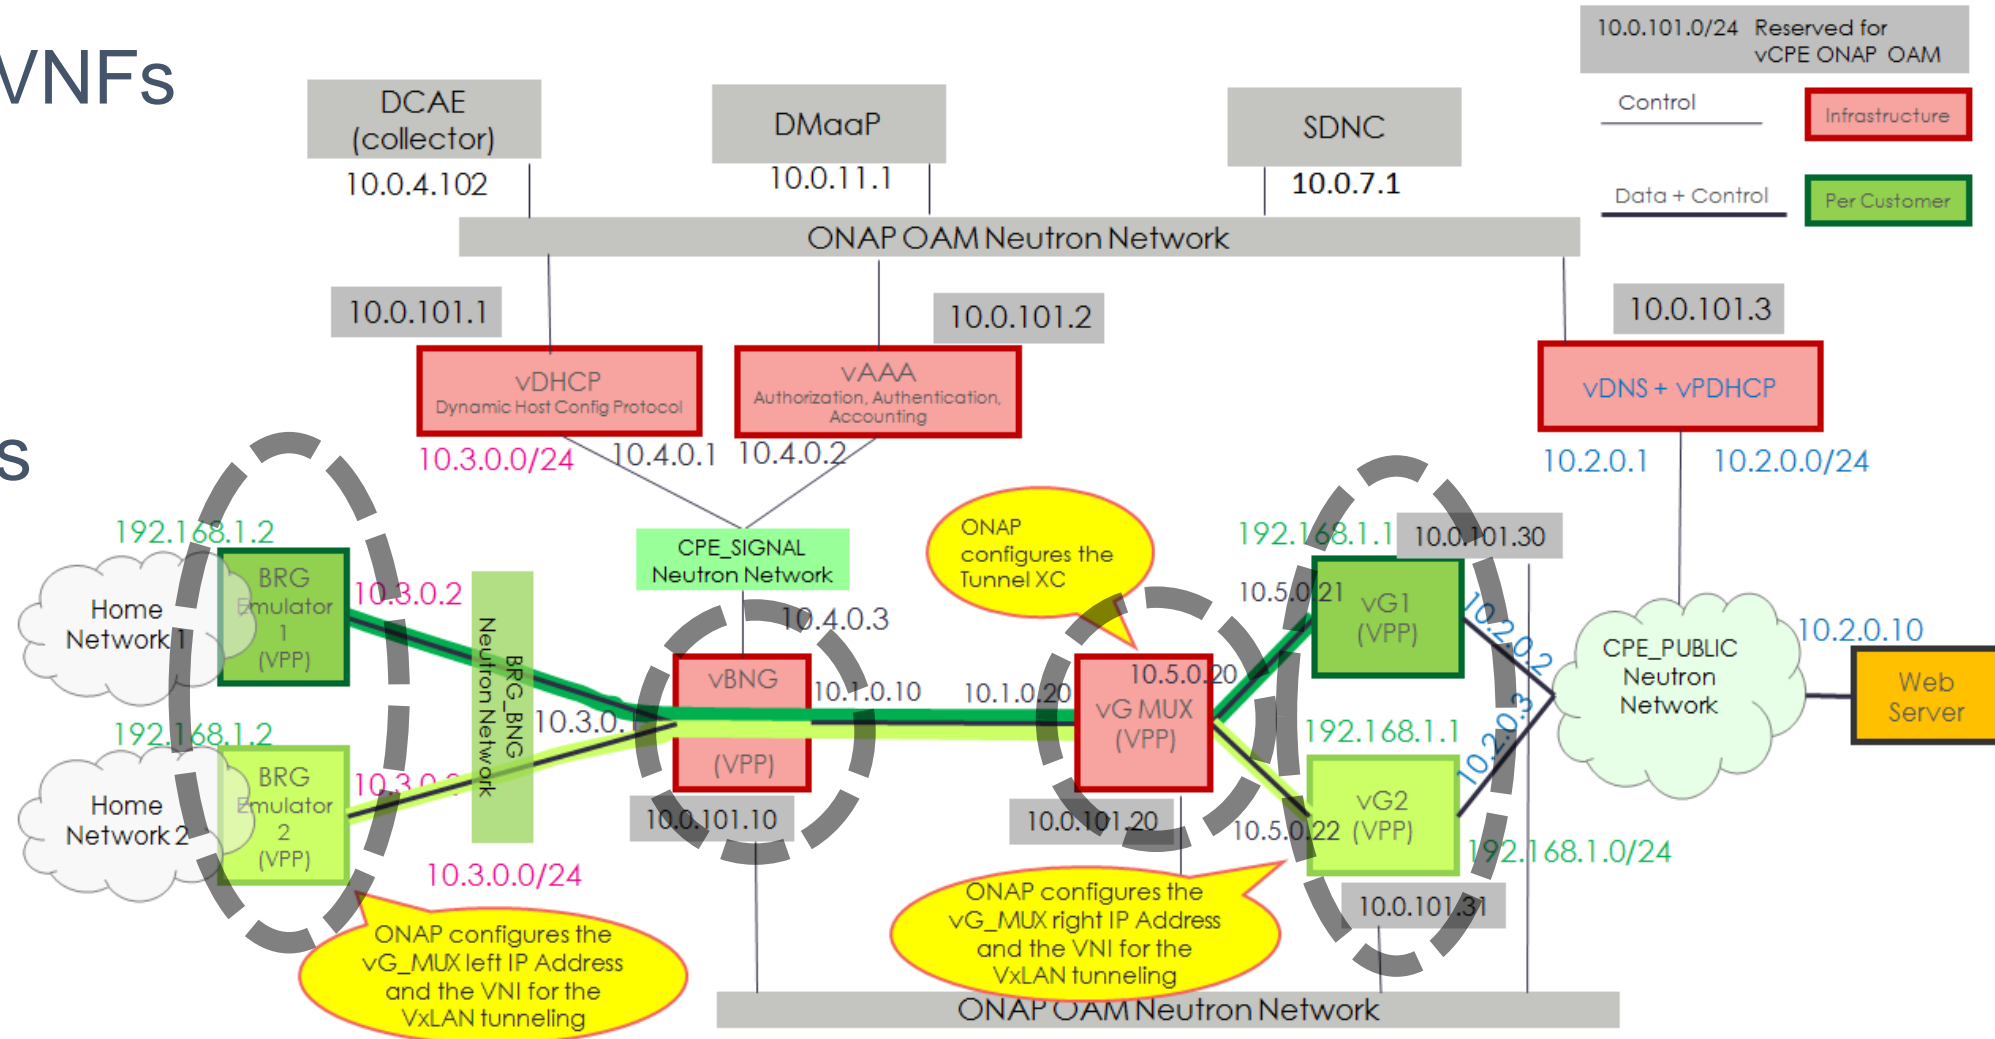 VNFs
s
10.0.101.0/24 Reserved for
vCPE ONAP OAM
Control
Infrastructure
Data + Control
Per Customer
DCAE
(collector)
10.0.4.102
DMaaP
10.0.11.1
SDNC
10.0.7.1
ONAP OAM Neutron Network
10.0.101.1
10.0.101.2
10.0.101.3
vDHCP
Dynamic Host Config Protocol
vAAA
Authorization, Authentication,
Accounting
vDNS + vPDHCP
10.3.0.0/24
10.4.0.1
10.4.0.2
10.2.0.1
10.2.0.0/24
CPE_SIGNAL
Neutron Network
10.4.0.3
ONAP
configures the
Tunnel XC
192.168.1.2
Home
Network 1
BRG
Emulator
1
(VPP)
10.3.0.2
BRG_BNG
Neutron Network
10.3.0.
vBNG
(VPP)
10.1.0.10
10.1.0.20
10.5.0.20
vG MUX
(VPP)
10.0.101.10
10.0.101.20
192.168.1.1
10.0.101.30
10.5.0.21
vG1
(VPP)
10.2.0.2
192.168.1.1
10.2.0.3
vG2
(VPP)
10.5.0.22
192.168.1.0/24
10.0.101.31
CPE_PUBLIC
Neutron
Network
10.2.0.10
Web
Server
192.168.1.2
Home
Network 2
BRG
Emulator
2
(VPP)
10.3.0.0/24
ONAP configures the
vG_MUX left IP Address
and the VNI for the
VxLAN tunneling
ONAP configures the
vG_MUX right IP Address
and the VNI for the
VxLAN tunneling
ONAP OAM Neutron Network